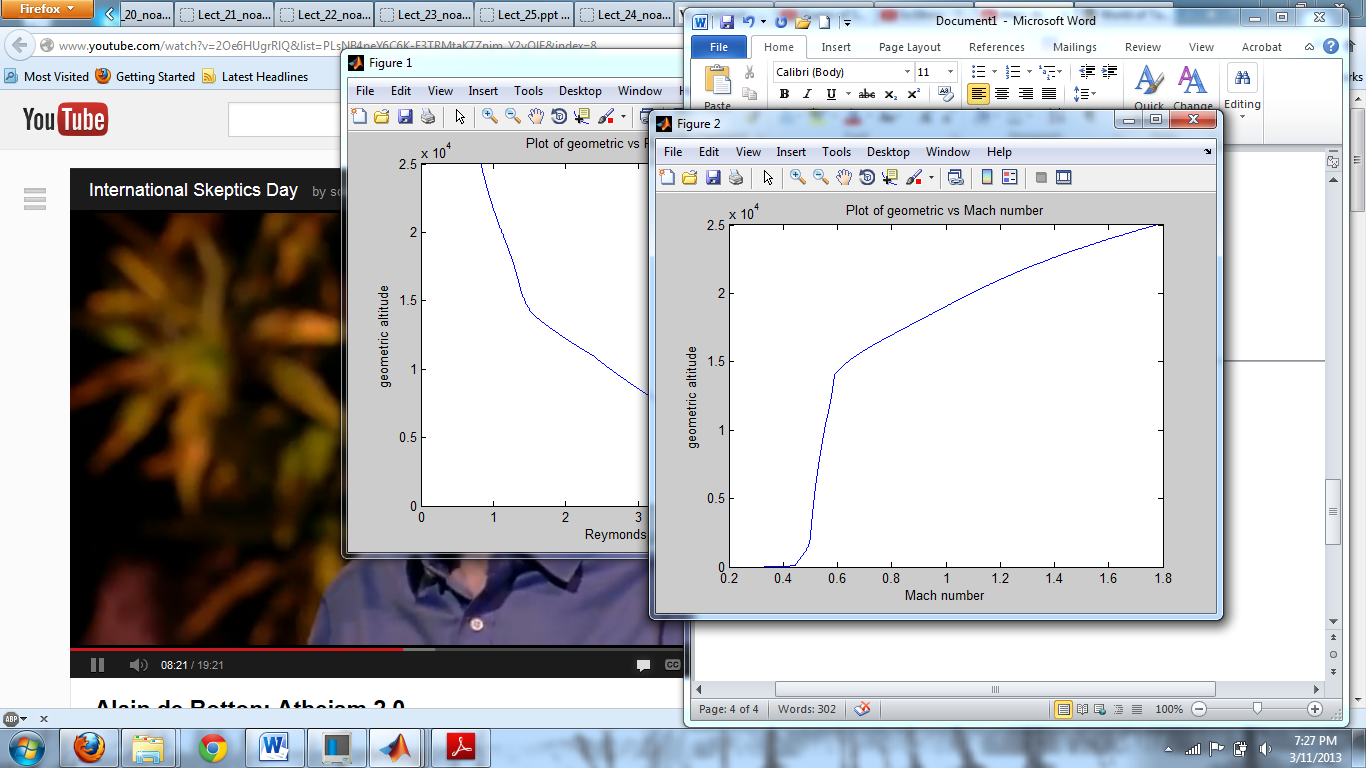 Firefox
_20_noa...
Lect_21_noa...
Lect_22_noa...
Lect_23_noa...
Lect_25.ppt ...
Lect_24_noa...
www.youtube.com/watch?v=2Oe6HUgrRlQ&list=PLsNB4peY6C6K-F3TRMtaK7Znim_Y2vQIE&index=8
Most Visited
Getting Started
Latest Headlines
YouTube
International Skeptics Day
by
08:21 / 19:21
CC
Alain de Botton: Atheism 2.0
ABP
Figure 1
File Edit View Insert Tools Desktop Window
Plot of geometric vs
x 10^4
2.5
2
1.5
1
0.5
0
geometric altitude
0 1 2 3
Reymonds
Document1 - Microsoft Word
File Home Insert Page Layout References Mailings Review View Acrobat
Paste
Calibri (Body) 11
B I U abc x₂ x²
Quick
Change
Editing
Figure 2
File Edit View Insert Tools Desktop Window Help
Plot of geometric vs Mach number
x 10^4
2.5
2
1.5
1
0.5
0
geometric altitude
0.2 0.4 0.6 0.8 1 1.2 1.4 1.6 1.8
Mach number
Page: 4 of 4 Words: 302
100%
7:27 PM
3/11/2013